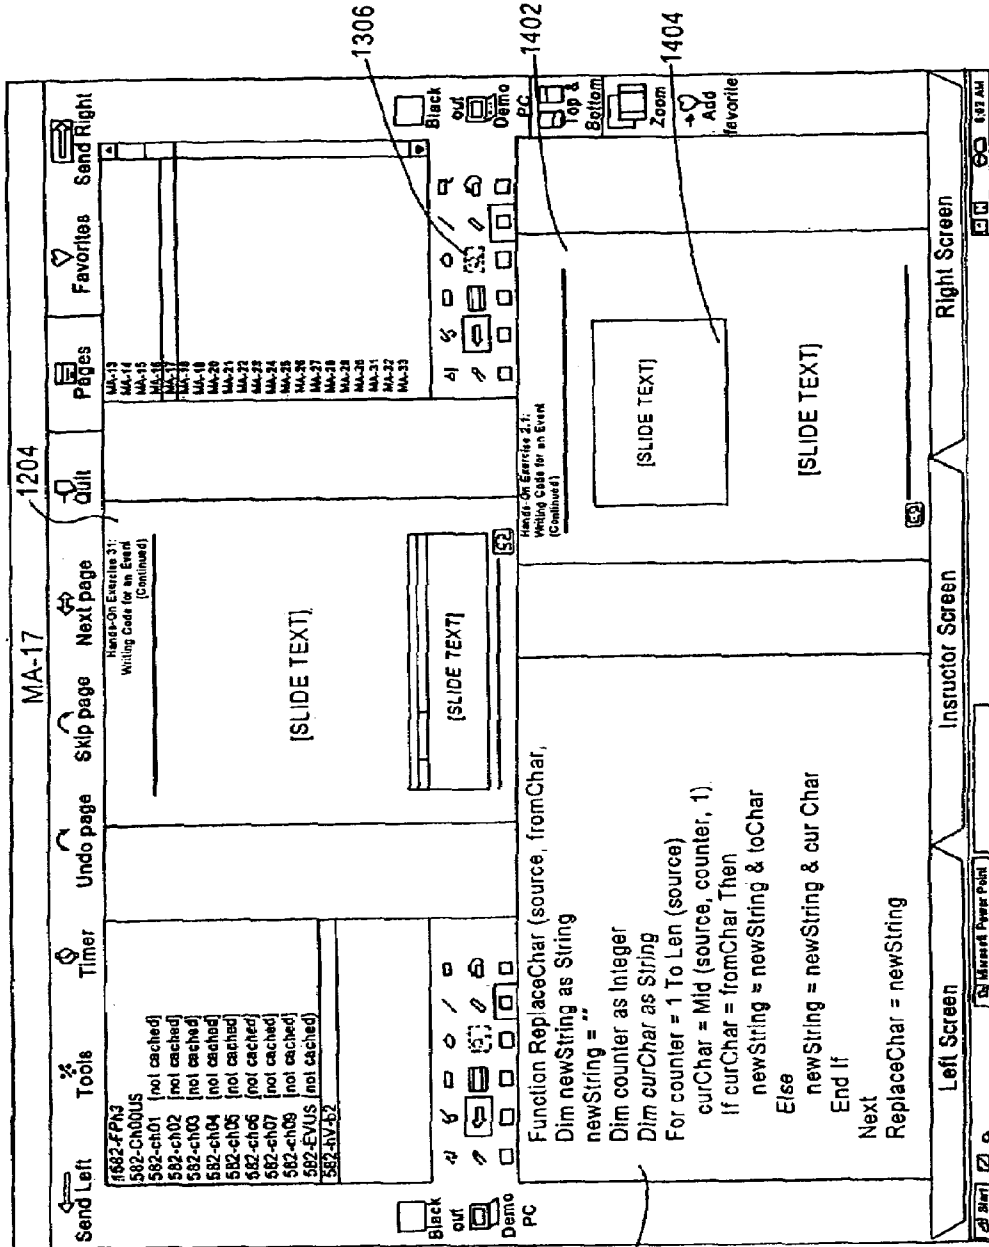 MA-17
1204
Send Left
Tools
Timer
Undo page
Skip page
Next page
Quit
Pages
Favorites
Send Right
1582-FPh3
582-Ch00US
582-ch01 [not cached]
582-ch02 [not cached]
582-ch03 [not cached]
582-ch04 [not cached]
582-ch05 [not cached]
582-ch06 [not cached]
582-ch07 [not cached]
582-ch09 [not cached]
582-EVUS [not cached]
582-hV-b2
Hands-On Exercise 31:
Writing Code for an Event
(Continued)
[SLIDE TEXT]
[SLIDE TEXT]
MA-13
MA-14
MA-15
MA-16
MA-17
MA-18
MA-19
MA-20
MA-21
MA-22
MA-23
MA-24
MA-25
MA-26
MA-27
MA-28
MA-29
MA-30
MA-31
MA-32
MA-33
Black
out
Demo
PC
Black
out
Demo
PC
1306
Function ReplaceChar (source, fromChar,
Dim newString as String
newString = ""
Dim counter as Integer
Dim curChar as String
For counter = 1 To Len (source)
curChar = Mid (source, counter, 1)
If curChar = fromChar Then
newString = newString & toChar
Else
newString = newString & cur Char
End If
Next
ReplaceChar = newString
Hands-On Exercise 2.1:
Writing Code for an Event
(Continued)
[SLIDE TEXT]
[SLIDE TEXT]
Top &
Bottom
Zoom
Add
favorite
1402
1404
Left Screen
Insructor Screen
Right Screen
Start
Microsoft Power Point
6:02 AM